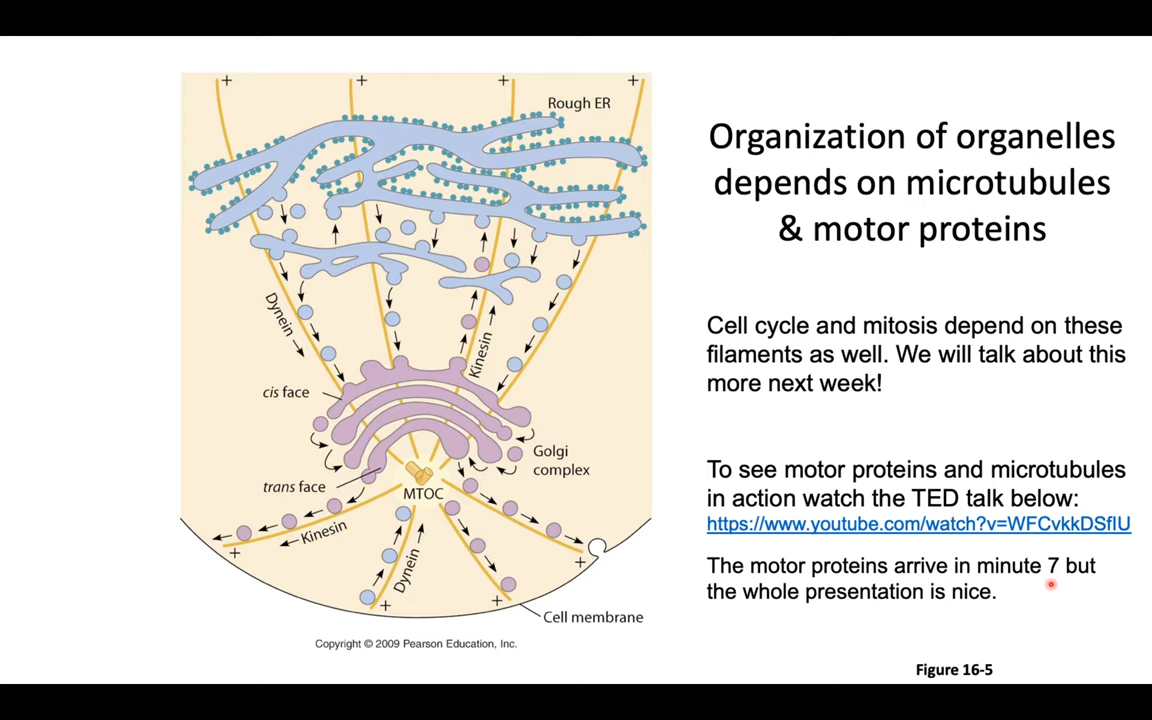 + + + +
Rough ER
Organization of organelles
depends on microtubules
& motor proteins
Dynein
Kinesin
Cell cycle and mitosis depend on these
filaments as well. We will talk about this
more next week!
cis face
Golgi
complex
trans face
MTOC
To see motor proteins and microtubules
in action watch the TED talk below:
https://www.youtube.com/watch?v=WFCvkkDSfIU
Kinesin
+
Dynein
+
+
+
The motor proteins arrive in minute 7 but
the whole presentation is nice.
Cell membrane
Copyright © 2009 Pearson Education, Inc.
Figure 16-5